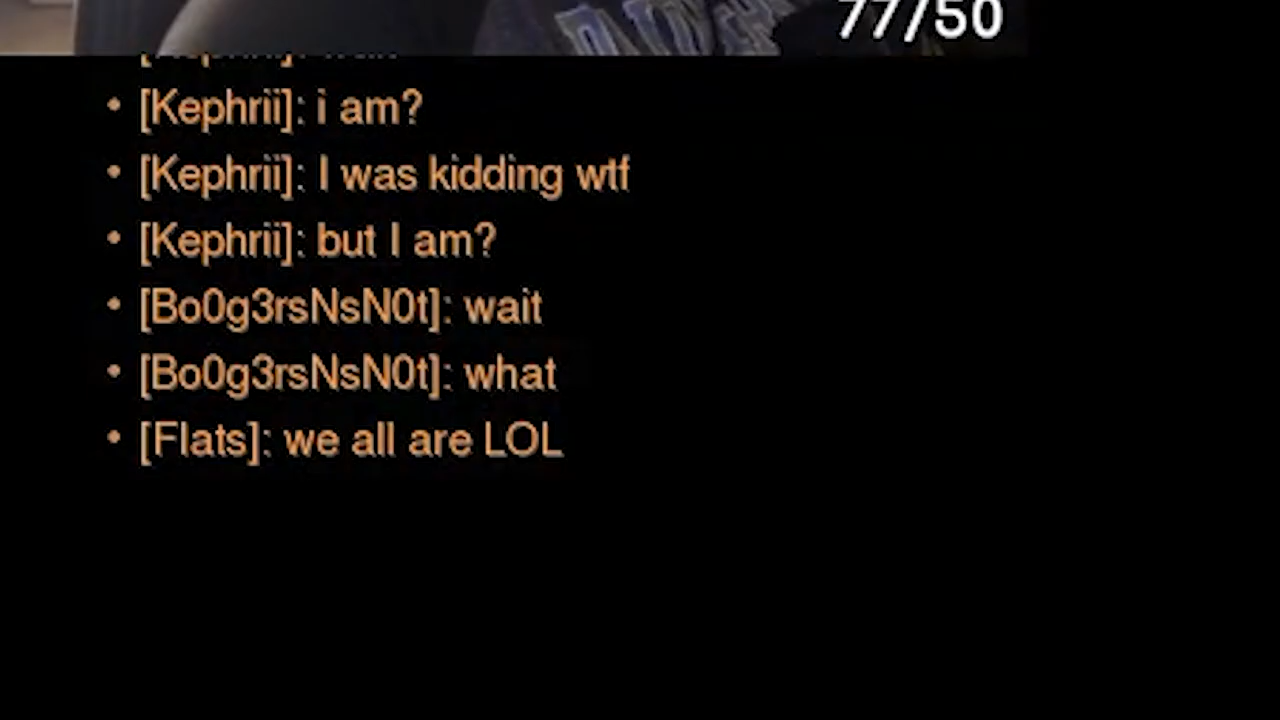 77/50
• [Kephrii]: i am?
• [Kephrii]: I was kidding wtf
• [Kephrii]: but I am?
• [Bo0g3rsNsN0t]: wait
• [Bo0g3rsNsN0t]: what
• [Flats]: we all are LOL